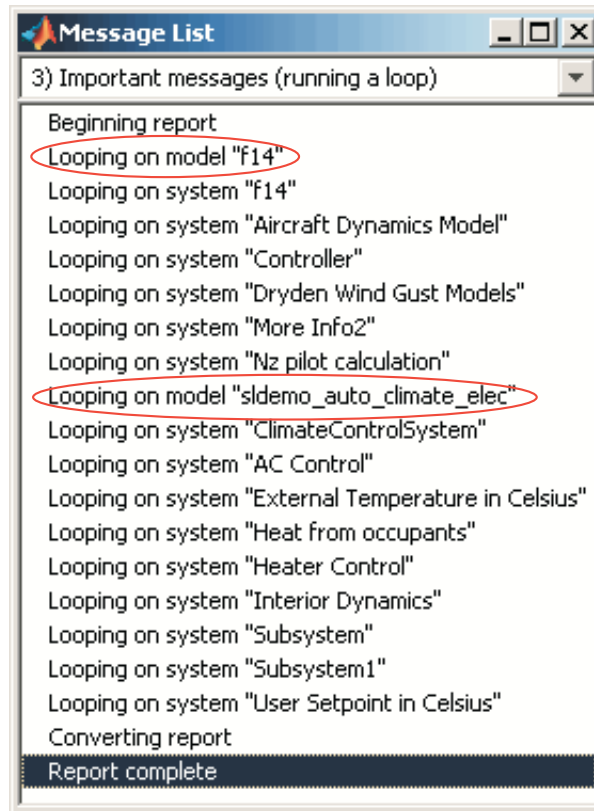 Message List
3) Important messages (running a loop)
Beginning report
Looping on model "f14"
Looping on system "f14"
Looping on system "Aircraft Dynamics Model"
Looping on system "Controller"
Looping on system "Dryden Wind Gust Models"
Looping on system "More Info2"
Looping on system "Nz pilot calculation"
Looping on model "sldemo_auto_climate_elec"
Looping on system "ClimateControlSystem"
Looping on system "AC Control"
Looping on system "External Temperature in Celsius"
Looping on system "Heat from occupants"
Looping on system "Heater Control"
Looping on system "Interior Dynamics"
Looping on system "Subsystem"
Looping on system "Subsystem1"
Looping on system "User Setpoint in Celsius"
Converting report
Report complete